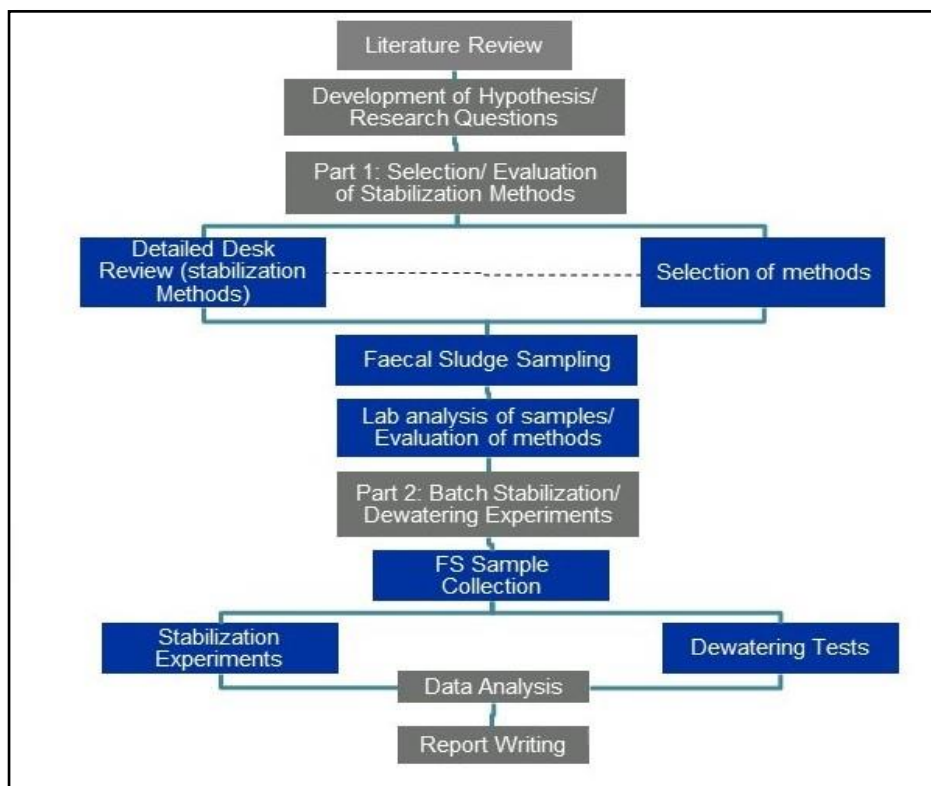 Literature Review
Development of Hypothesis/
Research Questions
Part 1: Selection/ Evaluation
of Stabilization Methods
Detailed Desk
Review (stabilization
Methods)
Selection of methods
Faecal Sludge Sampling
Lab analysis of samples/
Evaluation of methods
Part 2: Batch Stabilization/
Dewatering Experiments
FS Sample
Collection
Stabilization
Experiments
Dewatering Tests
Data Analysis
Report Writing